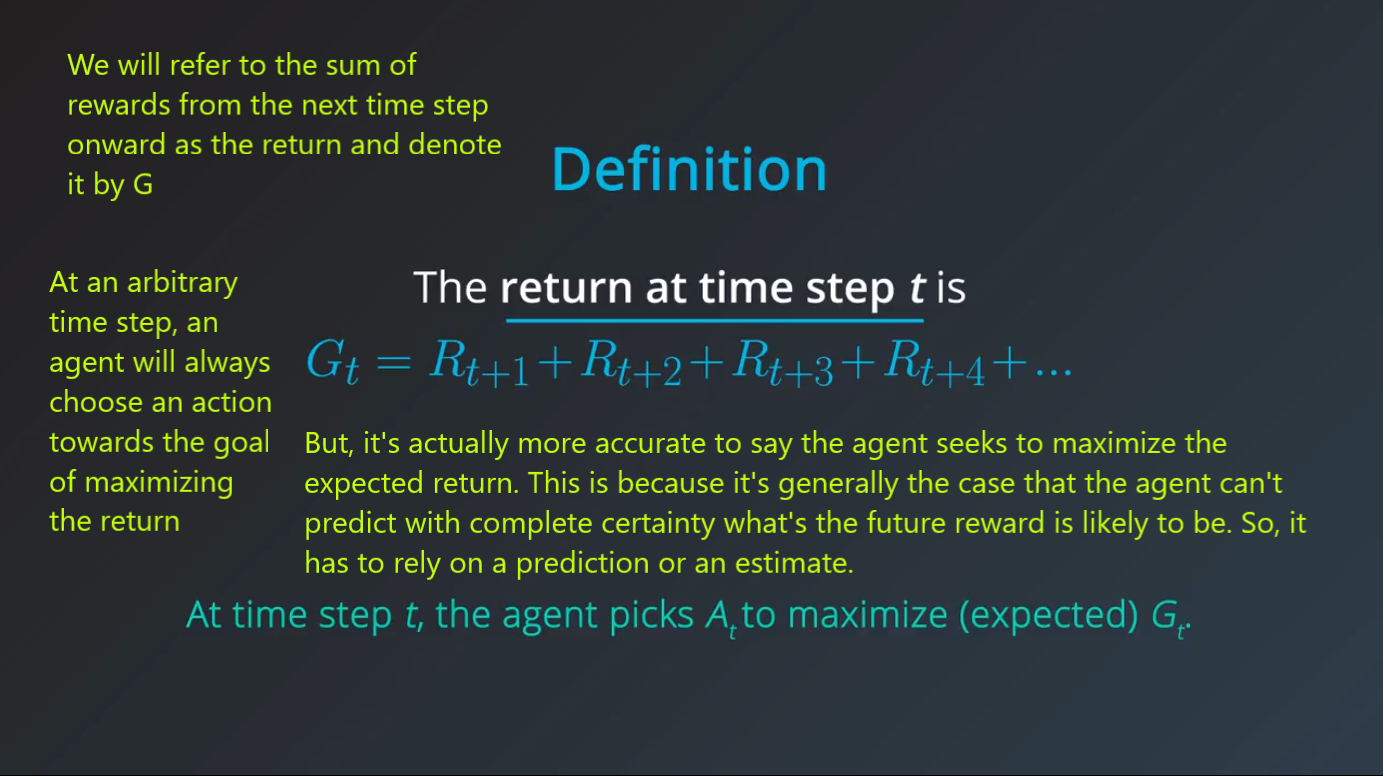 We will refer to the sum of
rewards from the next time step
onward as the return and denote
it by G
Definition
At an arbitrary
time step, an
agent will always
choose an action
towards the goal
of maximizing
the return
The return at time step t is
G_t = R_{t+1} + R_{t+2} + R_{t+3} + R_{t+4} + ...
But, it's actually more accurate to say the agent seeks to maximize the
expected return. This is because it's generally the case that the agent can't
predict with complete certainty what's the future reward is likely to be. So, it
has to rely on a prediction or an estimate.
At time step t, the agent picks A_t to maximize (expected) G_t.